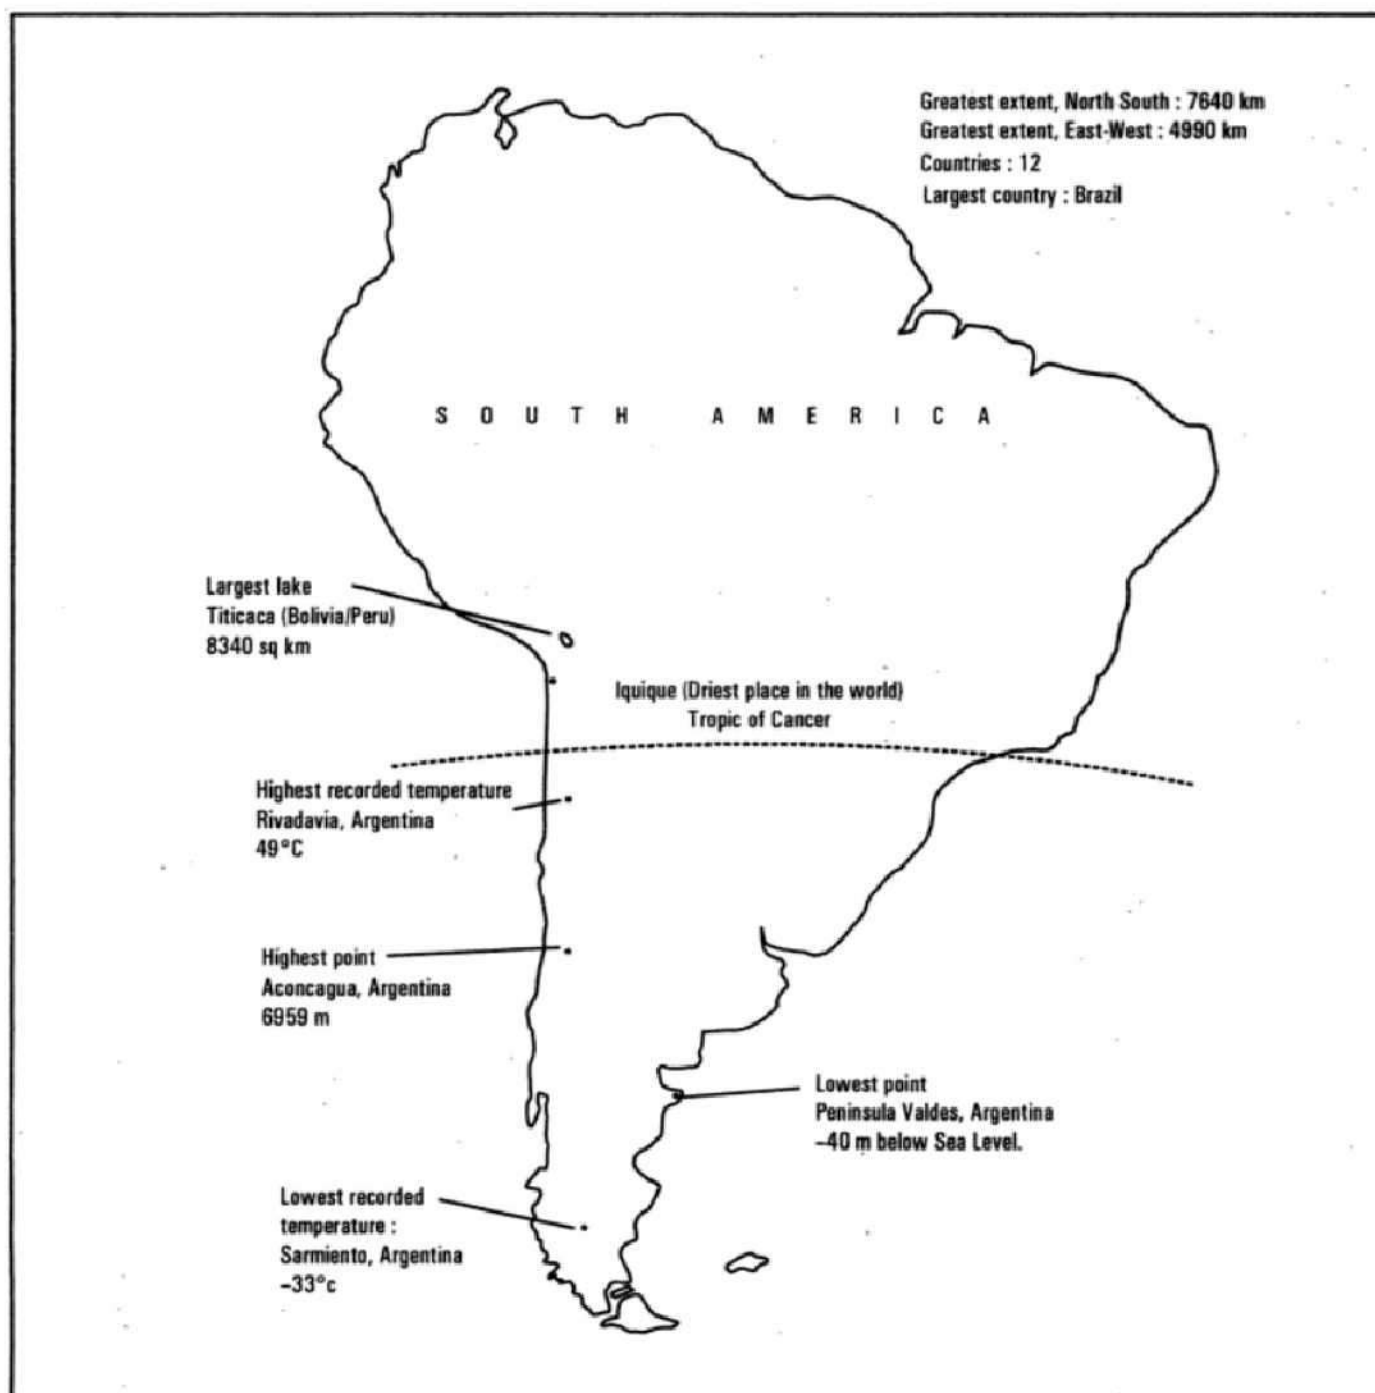 Greatest extent, North South : 7640 km
Greatest extent, East-West : 4990 km
Countries : 12
Largest country : Brazil
SOUTH AMERICA
Largest lake
Titicaca (Bolivia/Peru)
8340 sq km
Iquique (Driest place in the world)
Tropic of Cancer
Highest recorded temperature
Rivadavia, Argentina
49°C
Highest point
Aconcagua, Argentina
6959 m
Lowest point
Peninsula Valdes, Argentina
–40 m below Sea Level.
Lowest recorded
temperature :
Sarmiento, Argentina
–33°c